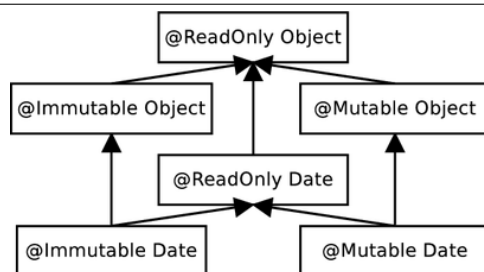 @ReadOnly Object
@Immutable Object
@Mutable Object
@ReadOnly Date
@Immutable Date
@Mutable Date